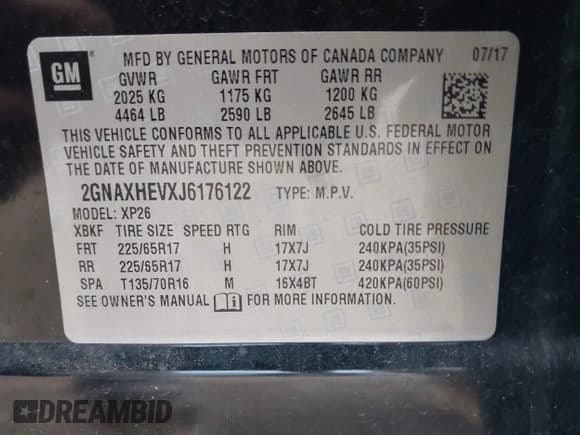 GM
MFD BY GENERAL MOTORS OF CANADA COMPANY 07/17
GVWR GAWR FRT GAWR RR
2025 KG 1175 KG 1200 KG
4464 LB 2590 LB 2645 LB
THIS VEHICLE CONFORMS TO ALL APPLICABLE U.S. FEDERAL MOTOR
VEHICLE SAFETY AND THEFT PREVENTION STANDARDS IN EFFECT ON
THE DATE OF MANUFACTURE SHOWN ABOVE.
2GNAXHEVXJ6176122 TYPE: M.P.V.
MODEL: XP26
XBKF TIRE SIZE SPEED RTG RIM COLD TIRE PRESSURE
FRT 225/65R17 H 17X7J 240KPA(35PSI)
RR 225/65R17 H 17X7J 240KPA(35PSI)
SPA T135/70R16 M 16X4BT 420KPA(60PSI)
SEE OWNER'S MANUAL FOR MORE INFORMATION.
DREAMBID